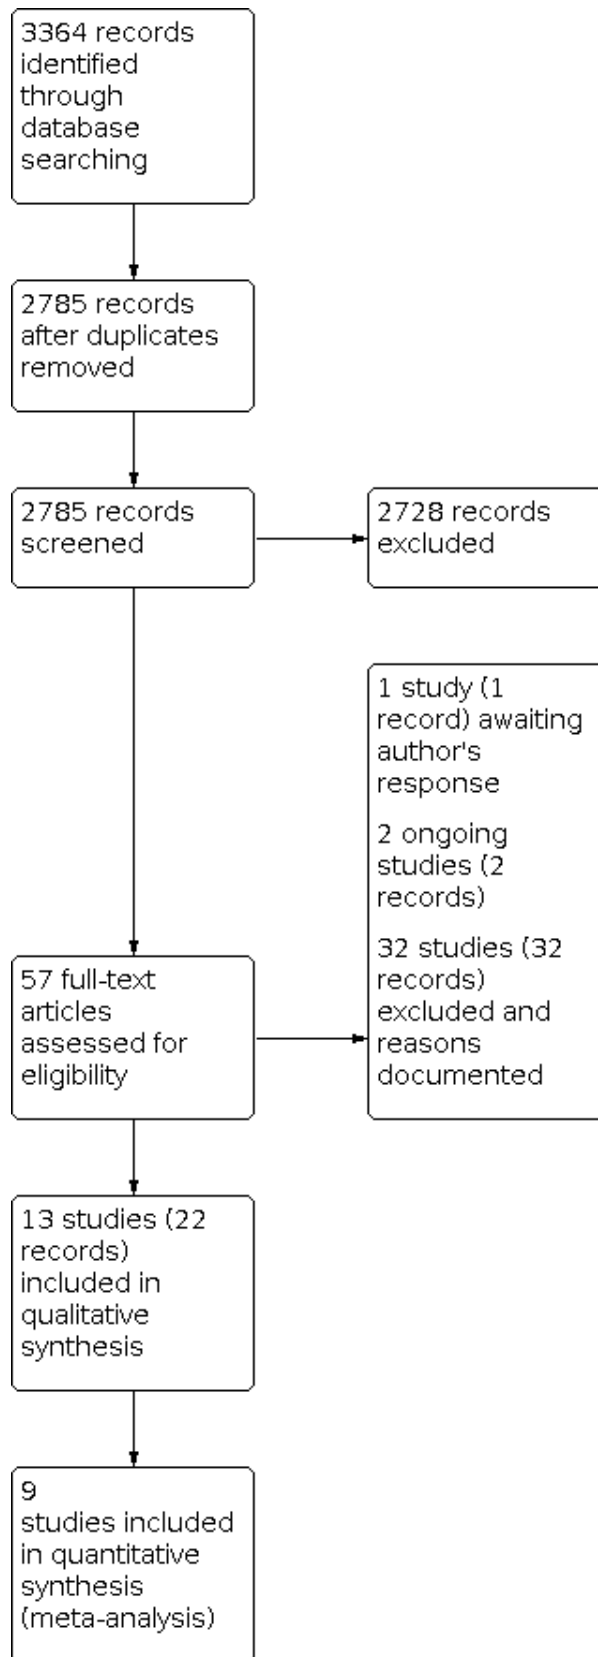 3364 records
identified
through
database
searching
2785 records
after duplicates
removed
2785 records
screened
2728 records
excluded
1 study (1
record) awaiting
author's
response
2 ongoing
studies (2
records)
32 studies (32
records)
excluded and
reasons
documented
57 full-text
articles
assessed for
eligibility
13 studies (22
records)
included in
qualitative
synthesis
9
studies included
in quantitative
synthesis
(meta-analysis)